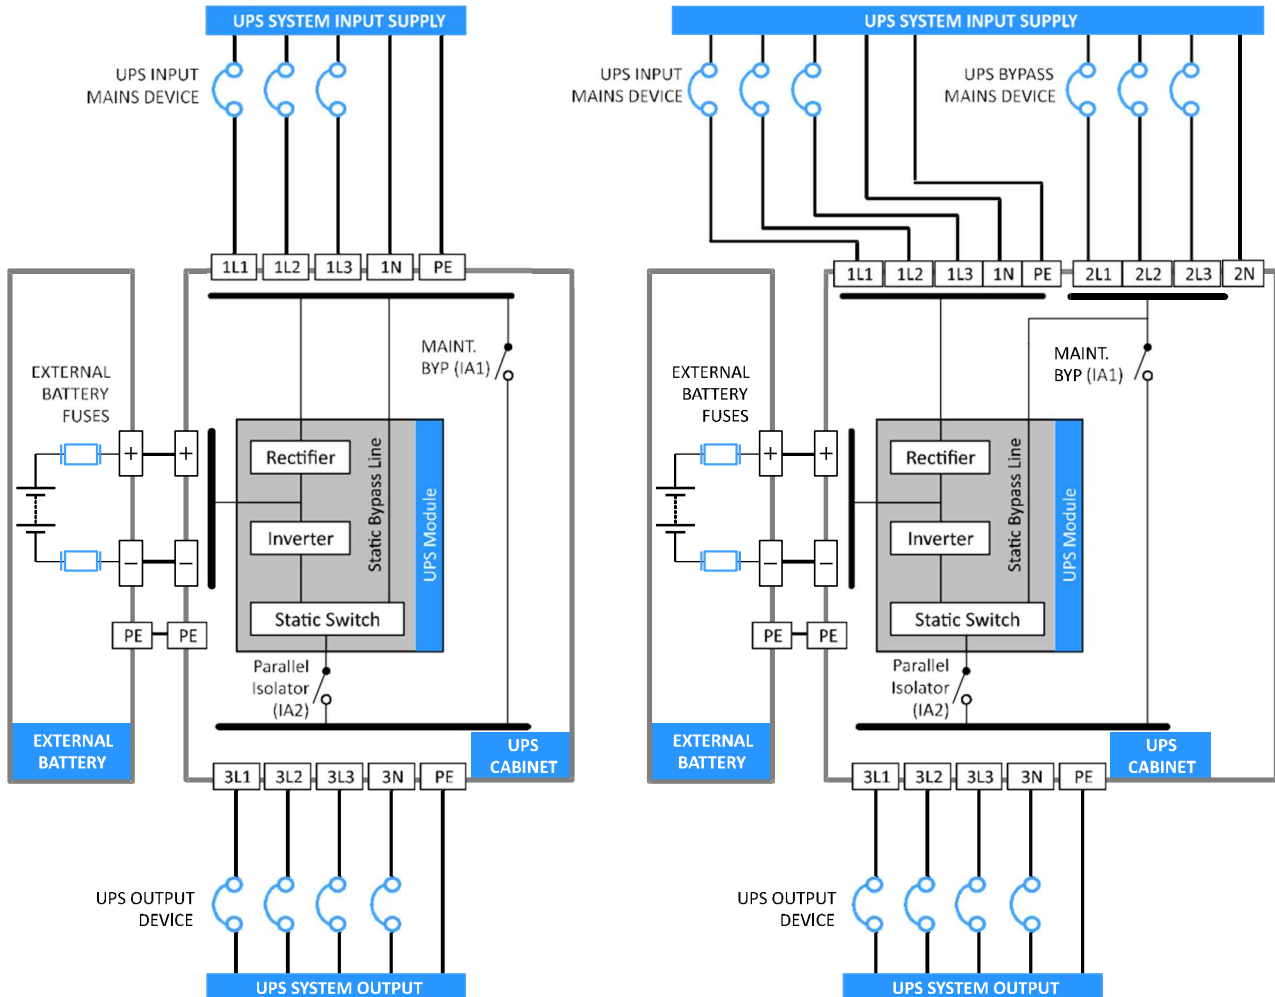 UPS SYSTEM INPUT SUPPLY
UPS INPUT
MAINS DEVICE
1L1 1L2 1L3 1N PE
MAINT.
BYP (IA1)
EXTERNAL
BATTERY
FUSES
+ +
Rectifier
Static Bypass Line
UPS Module
Inverter
− −
Static Switch
PE PE
Parallel
Isolator
(IA2)
EXTERNAL
BATTERY
UPS
CABINET
3L1 3L2 3L3 3N PE
UPS OUTPUT
DEVICE
UPS SYSTEM OUTPUT
UPS SYSTEM INPUT SUPPLY
UPS INPUT
MAINS DEVICE
UPS BYPASS
MAINS DEVICE
1L1 1L2 1L3 1N PE 2L1 2L2 2L3 2N
MAINT.
BYP (IA1)
EXTERNAL
BATTERY
FUSES
+ +
Rectifier
Static Bypass Line
UPS Module
Inverter
− −
Static Switch
PE PE
Parallel
Isolator
(IA2)
EXTERNAL
BATTERY
UPS
CABINET
3L1 3L2 3L3 3N PE
UPS OUTPUT
DEVICE
UPS SYSTEM OUTPUT